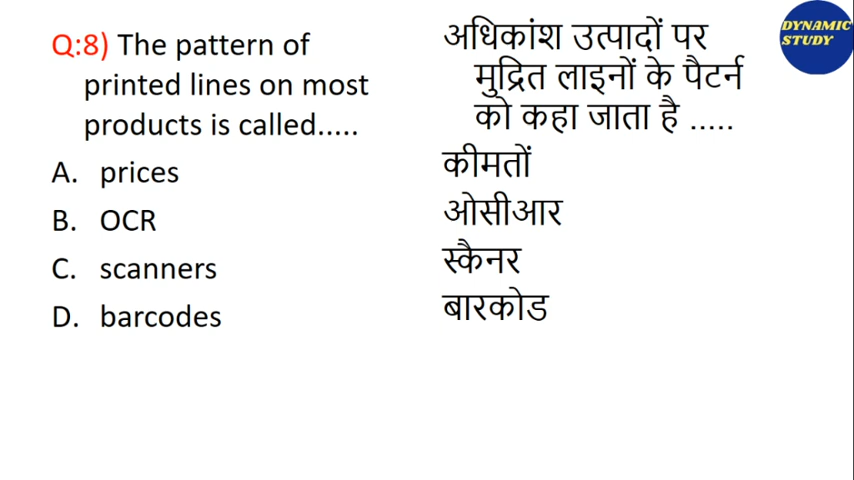 Q:8) The pattern of
printed lines on most
products is called.....
A. prices
B. OCR
C. scanners
D. barcodes
अधिकांश उत्पादों पर
मुद्रित लाइनों के पैटर्न
को कहा जाता है .....
कीमतों
ओसीआर
स्कैनर
बारकोड
DYNAMIC
STUDY